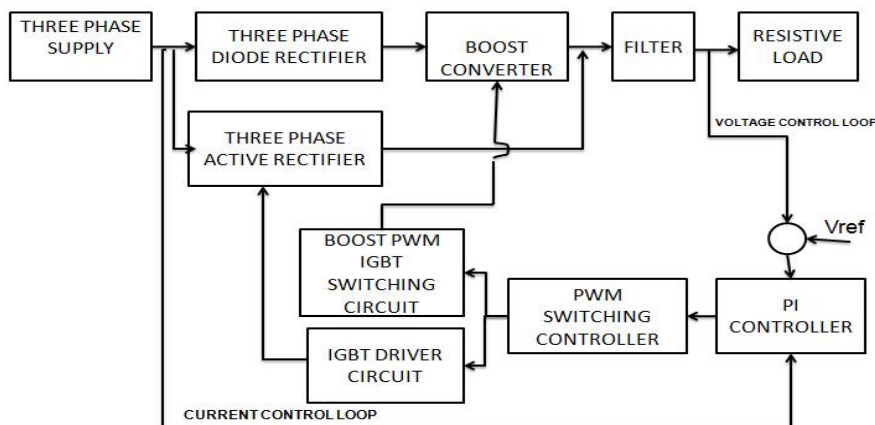 THREE PHASE
SUPPLY
THREE PHASE
DIODE RECTIFIER
BOOST
CONVERTER
FILTER
RESISTIVE
LOAD
THREE PHASE
ACTIVE RECTIFIER
VOLTAGE CONTROL LOOP
Vref
BOOST PWM
IGBT
SWITCHING
CIRCUIT
PWM
SWITCHING
CONTROLLER
PI
CONTROLLER
IGBT DRIVER
CIRCUIT
CURRENT CONTROL LOOP